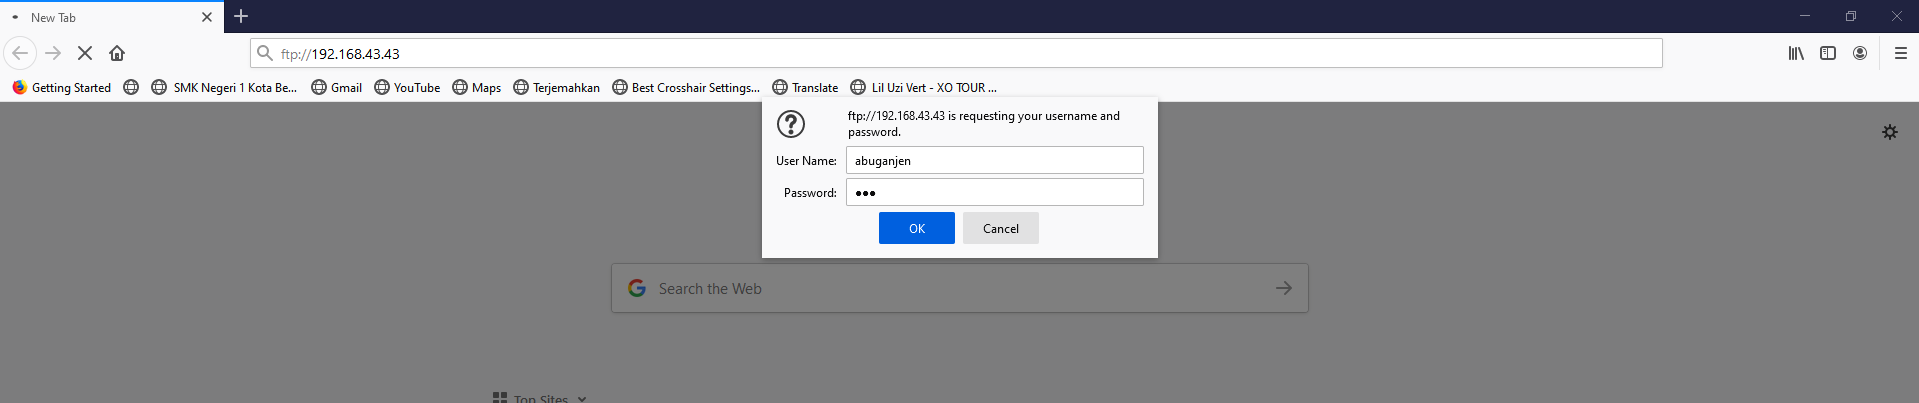 New Tab
ftp://192.168.43.43
Getting Started SMK Negeri 1 Kota Be... Gmail YouTube Maps Terjemahkan Best Crosshair Settings... Translate Lil Uzi Vert - XO TOUR ...
ftp://192.168.43.43 is requesting your username and
password.
User Name: abuganjen
Password: •••
OK Cancel
Search the Web
Top Sites